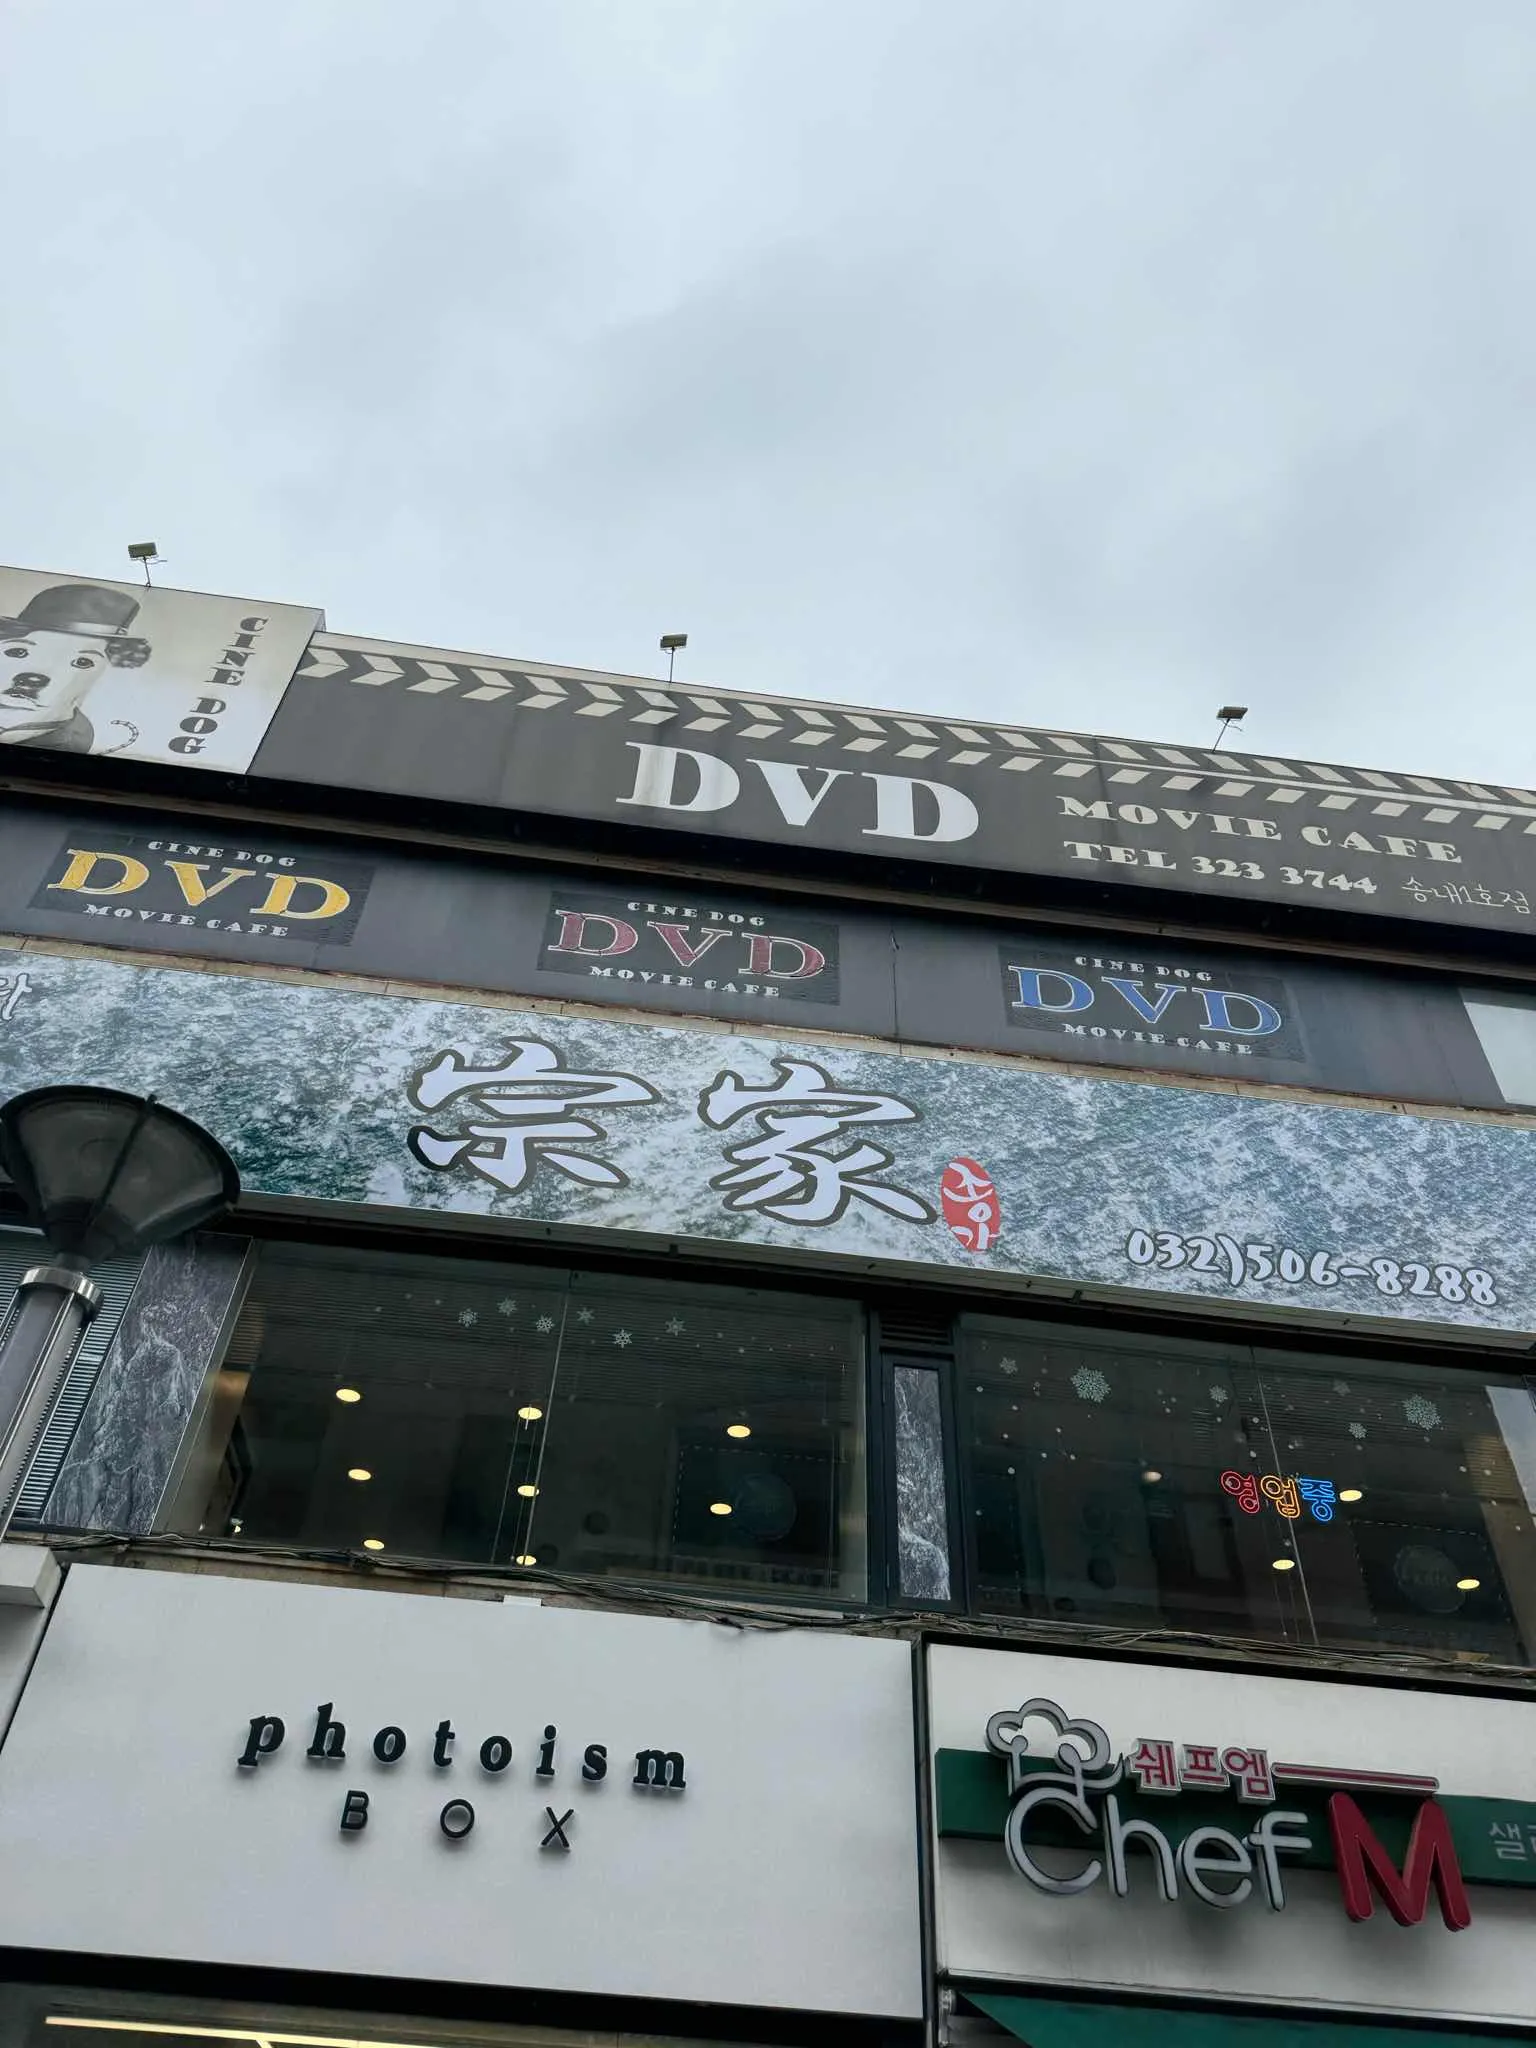 CINE DOG
DVD
MOVIE CAFE
TEL 323 3744 송내1호점
CINE DOG
DVD
MOVIE CAFE
CINE DOG
DVD
MOVIE CAFE
CINE DOG
DVD
MOVIE CAFE
宗家
종가
032)506-8288
영업중
photoism
BOX
쉐프엠
Chef M